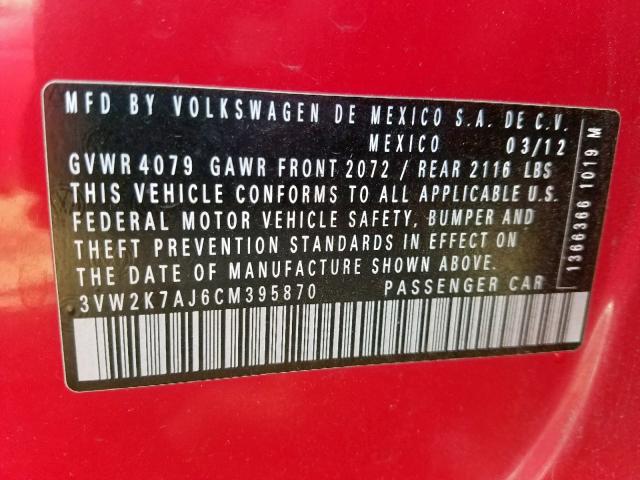 MFD BY VOLKSWAGEN DE MEXICO S.A. DE C.V.
MEXICO 03/12
GVWR 4079 GAWR FRONT 2072 / REAR 2116 LBS
THIS VEHICLE CONFORMS TO ALL APPLICABLE U.S.
FEDERAL MOTOR VEHICLE SAFETY, BUMPER AND
THEFT PREVENTION STANDARDS IN EFFECT ON
THE DATE OF MANUFACTURE SHOWN ABOVE.
3VW2K7AJ6CM395870 PASSENGER CAR
1366366 1019 M